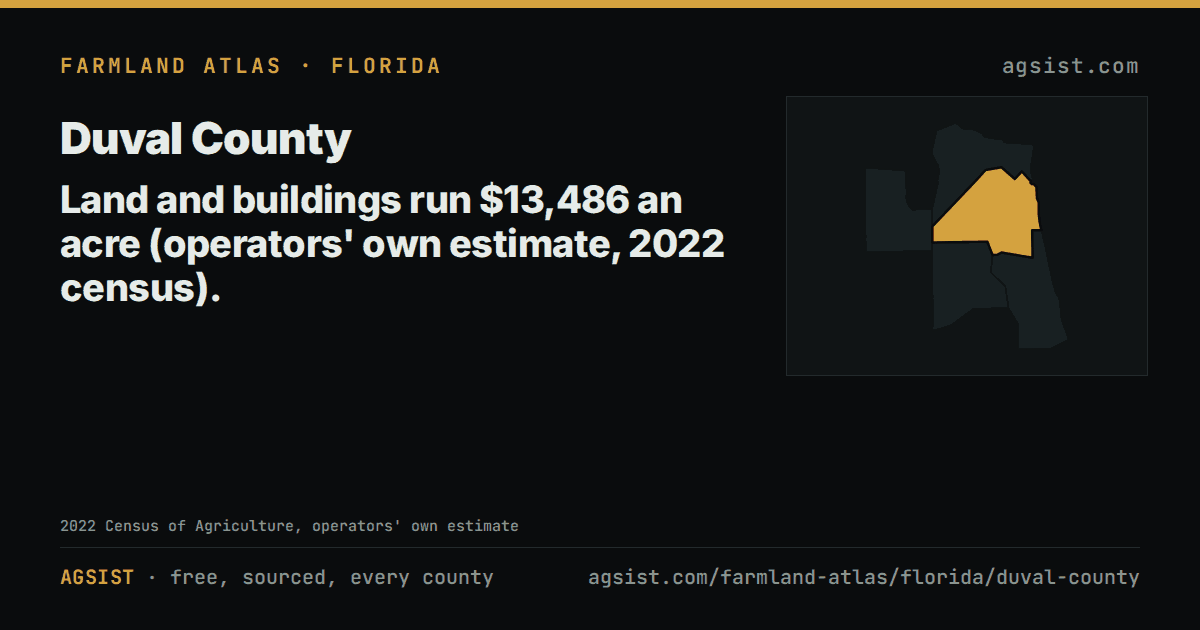 FARMLAND ATLAS · FLORIDA
agsist.com
Duval County
Land and buildings run $13,486 an
acre (operators' own estimate, 2022
census).
2022 Census of Agriculture, operators' own estimate
AGSIST · free, sourced, every county
agsist.com/farmland-atlas/florida/duval-county